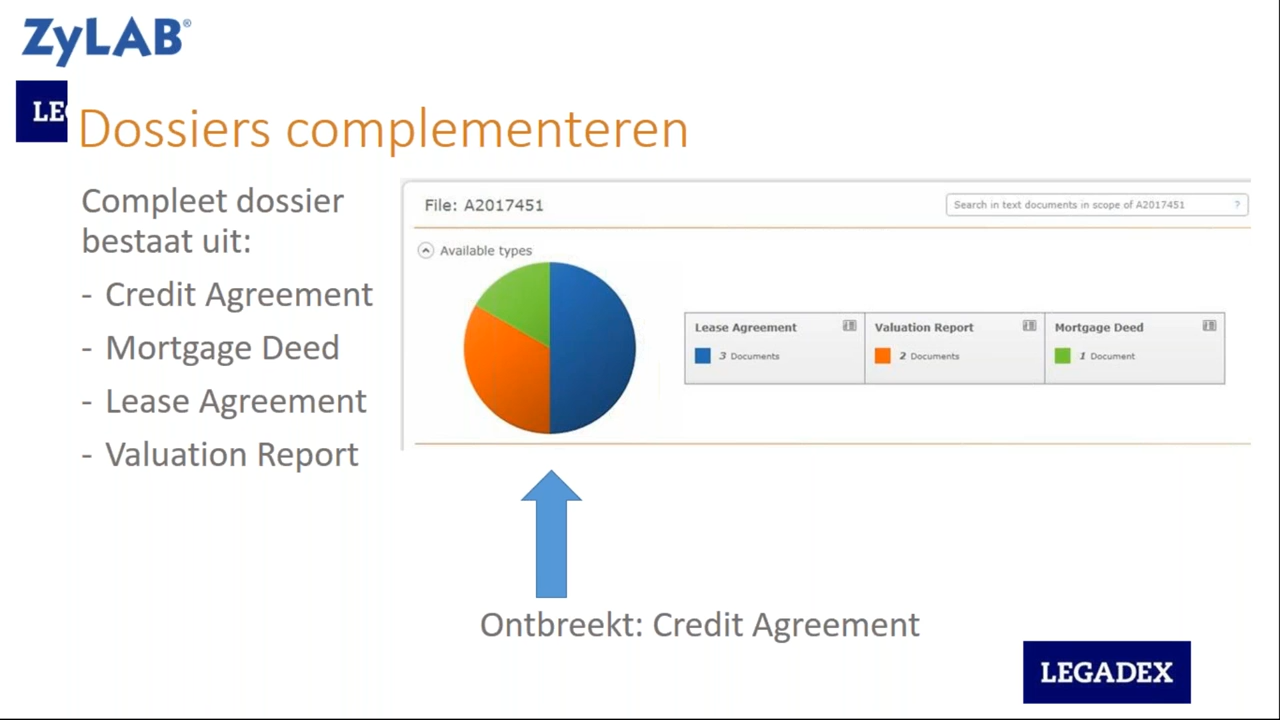 ZyLAB®
LE
Dossiers complementeren
Compleet dossier
bestaat uit:
- Credit Agreement
- Mortgage Deed
- Lease Agreement
- Valuation Report
File: A2017451
Search in text documents in scope of A2017451 ?
Available types
Lease Agreement
3 Documents
Valuation Report
2 Documents
Mortgage Deed
1 Document
Ontbreekt: Credit Agreement
LEGADEX